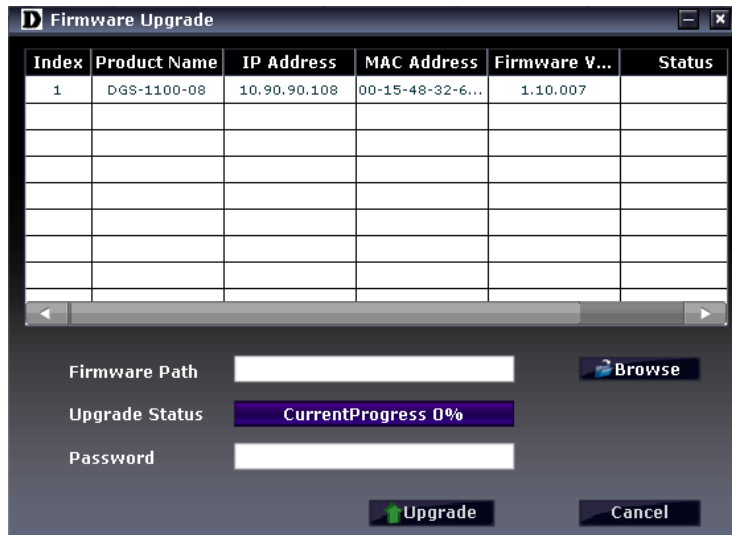 D Firmware Upgrade
Index Product Name IP Address MAC Address Firmware V... Status
1 DGS-1100-08 10.90.90.108 00-15-48-32-6... 1.10.007
Firmware Path Browse
Upgrade Status CurrentProgress 0%
Password
Upgrade Cancel